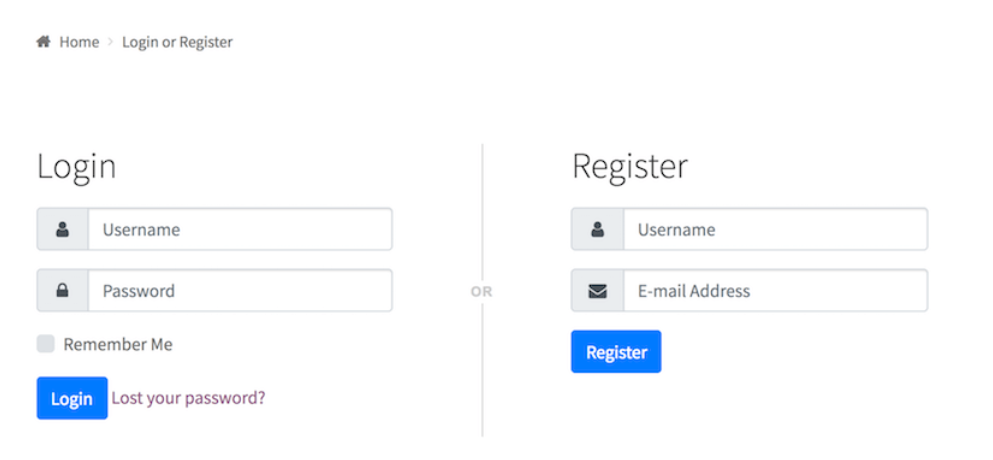 Home > Login or Register
Login
Username
Password
Remember Me
Login Lost your password?
OR
Register
Username
E-mail Address
Register